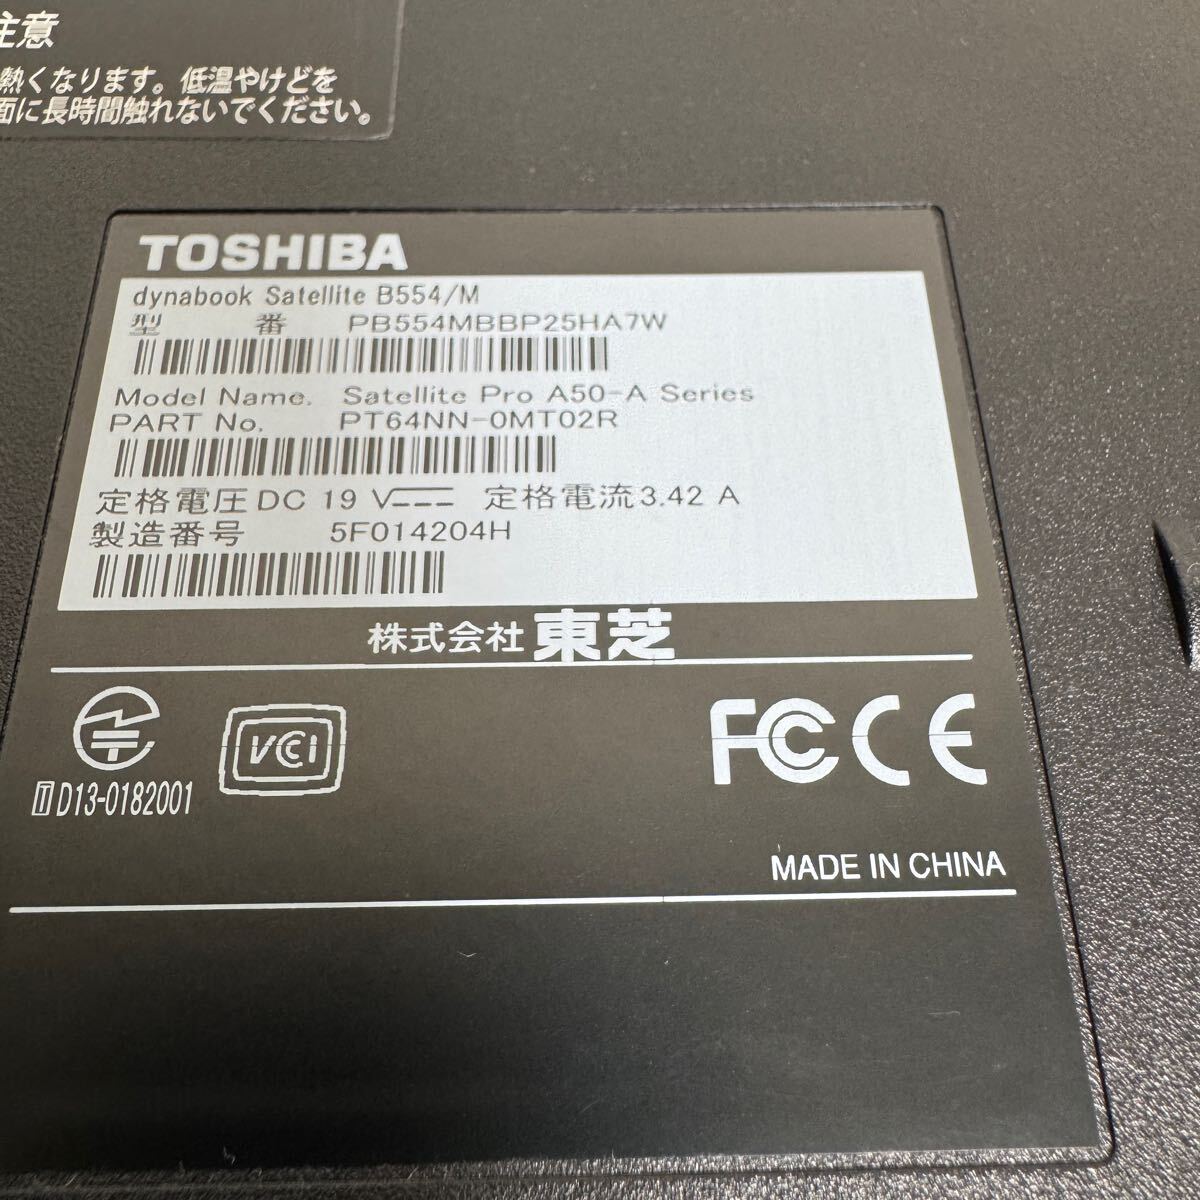 注意
熱くなります。低温やけどを
面に長時間触れないでください。
TOSHIBA
dynabook Satellite B554/M
型 番 PB554MBBP25HA7W
Model Name. Satellite Pro A50-A Series
PART No. PT64NN-0MT02R
定格電圧DC 19 V 定格電流3.42 A
製造番号 5F014204H
株式会社 東芝
VCCI
FC CE
T D13-0182001
MADE IN CHINA